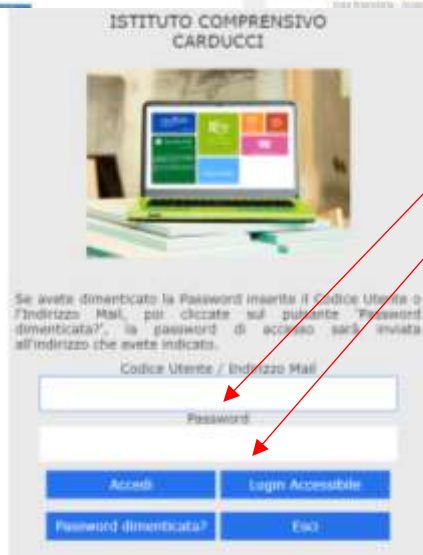 ISTITUTO COMPRENSIVO
CARDUCCI
Se avete dimenticato la Password inserite il Codice Utente o
l'Indirizzo Mail, poi cliccate sul pulsante 'Password
dimenticata?', la password di accesso sarà inviata
all'indirizzo che avete indicato.
Codice Utente / Indirizzo Mail
Password
Accedi
Login Accessibile
Password dimenticata?
Esci